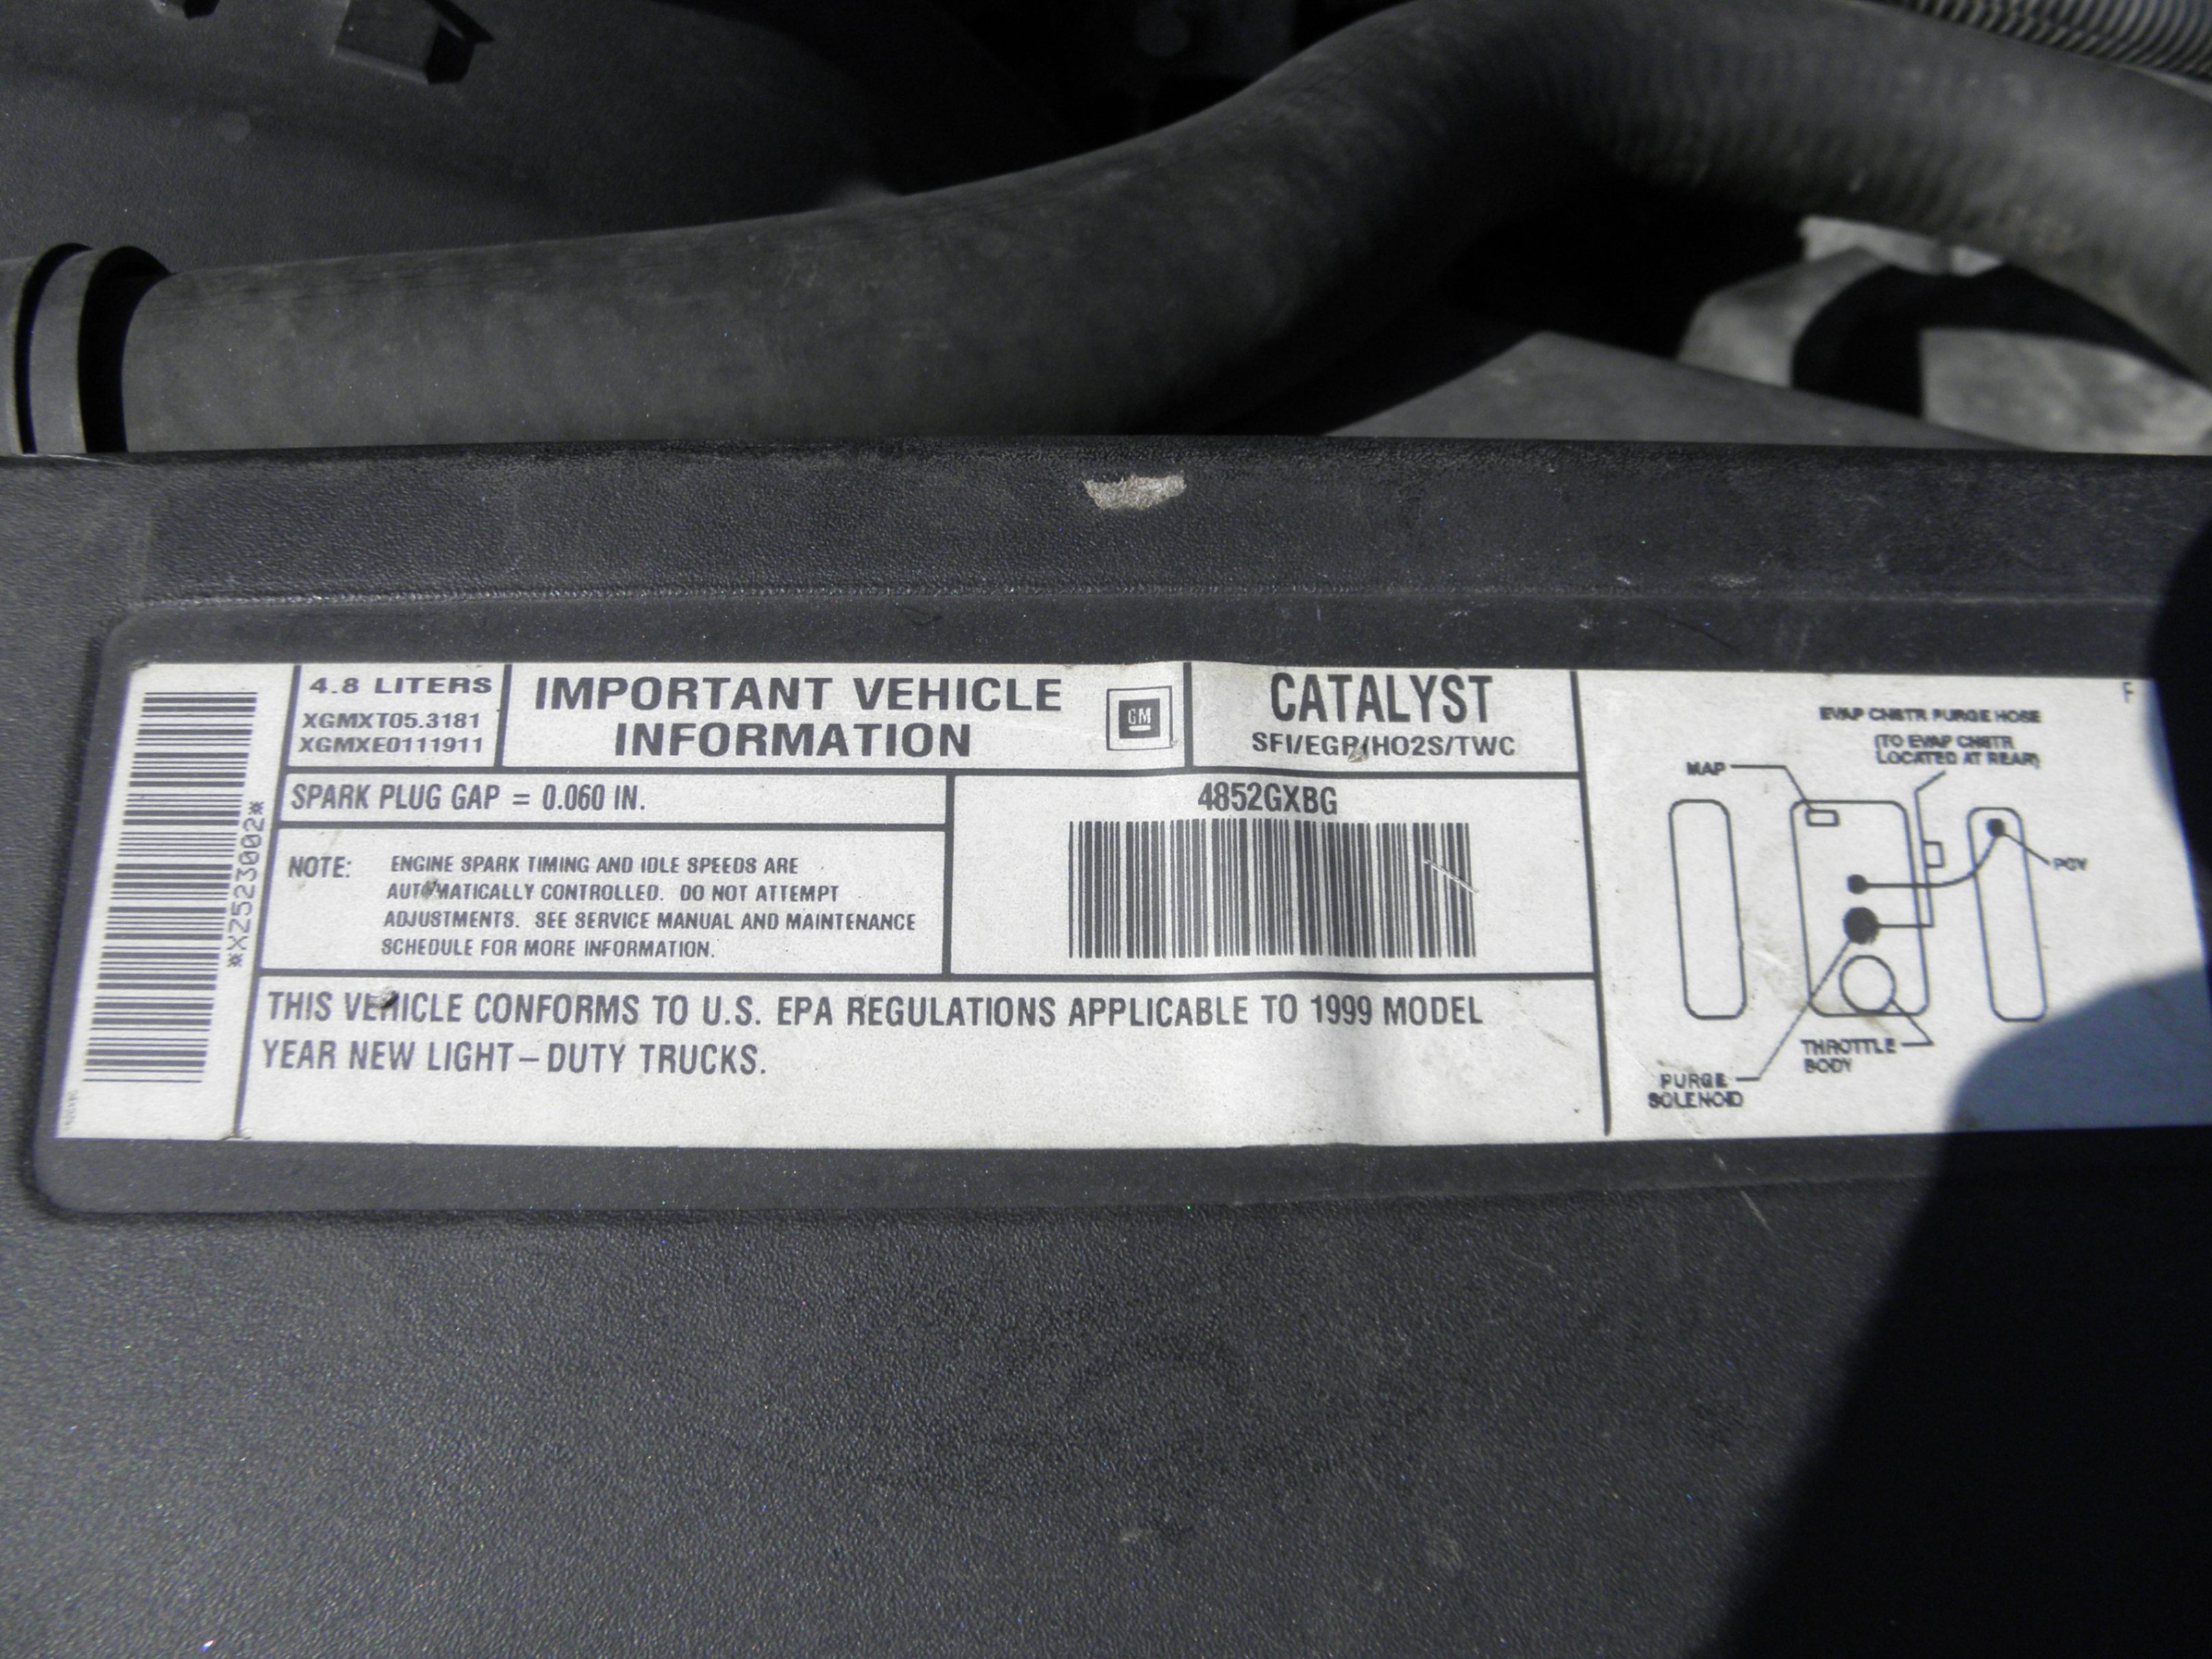 *XZ523002*
4.8 LITERS
XGMXT05.3181
XGMXE0111911
IMPORTANT VEHICLE
INFORMATION
GM
CATALYST
SFI/EGR/HO2S/TWC
SPARK PLUG GAP = 0.060 IN.
NOTE: ENGINE SPARK TIMING AND IDLE SPEEDS ARE
AUTOMATICALLY CONTROLLED. DO NOT ATTEMPT
ADJUSTMENTS. SEE SERVICE MANUAL AND MAINTENANCE
SCHEDULE FOR MORE INFORMATION.
4852GXBG
THIS VEHICLE CONFORMS TO U.S. EPA REGULATIONS APPLICABLE TO 1999 MODEL
YEAR NEW LIGHT-DUTY TRUCKS.
F
EVAP CNSTR PURGE HOSE
(TO EVAP CNSTR
LOCATED AT REAR)
MAP
PCV
THROTTLE
BODY
PURGE
SOLENOID